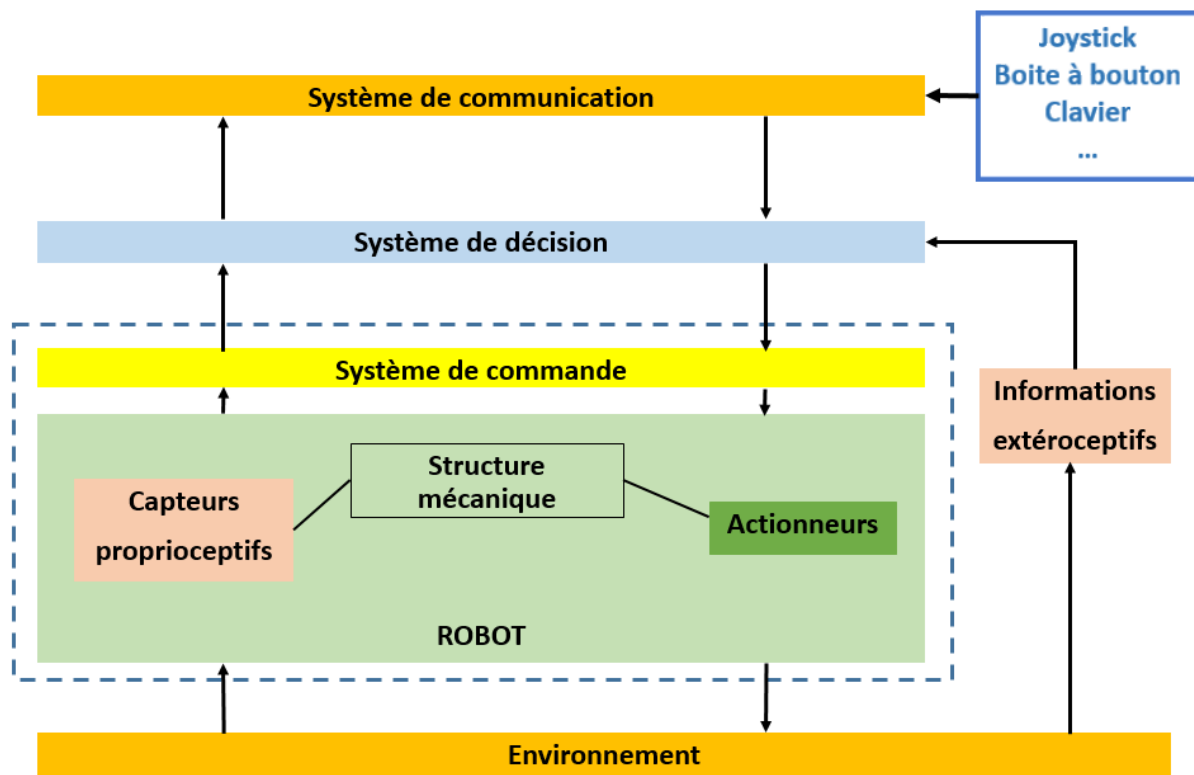 Joystick
Boite à bouton
Clavier
...
Système de communication
Système de décision
Système de commande
Informations
extéroceptifs
Structure
mécanique
Capteurs
proprioceptifs
Actionneurs
ROBOT
Environnement